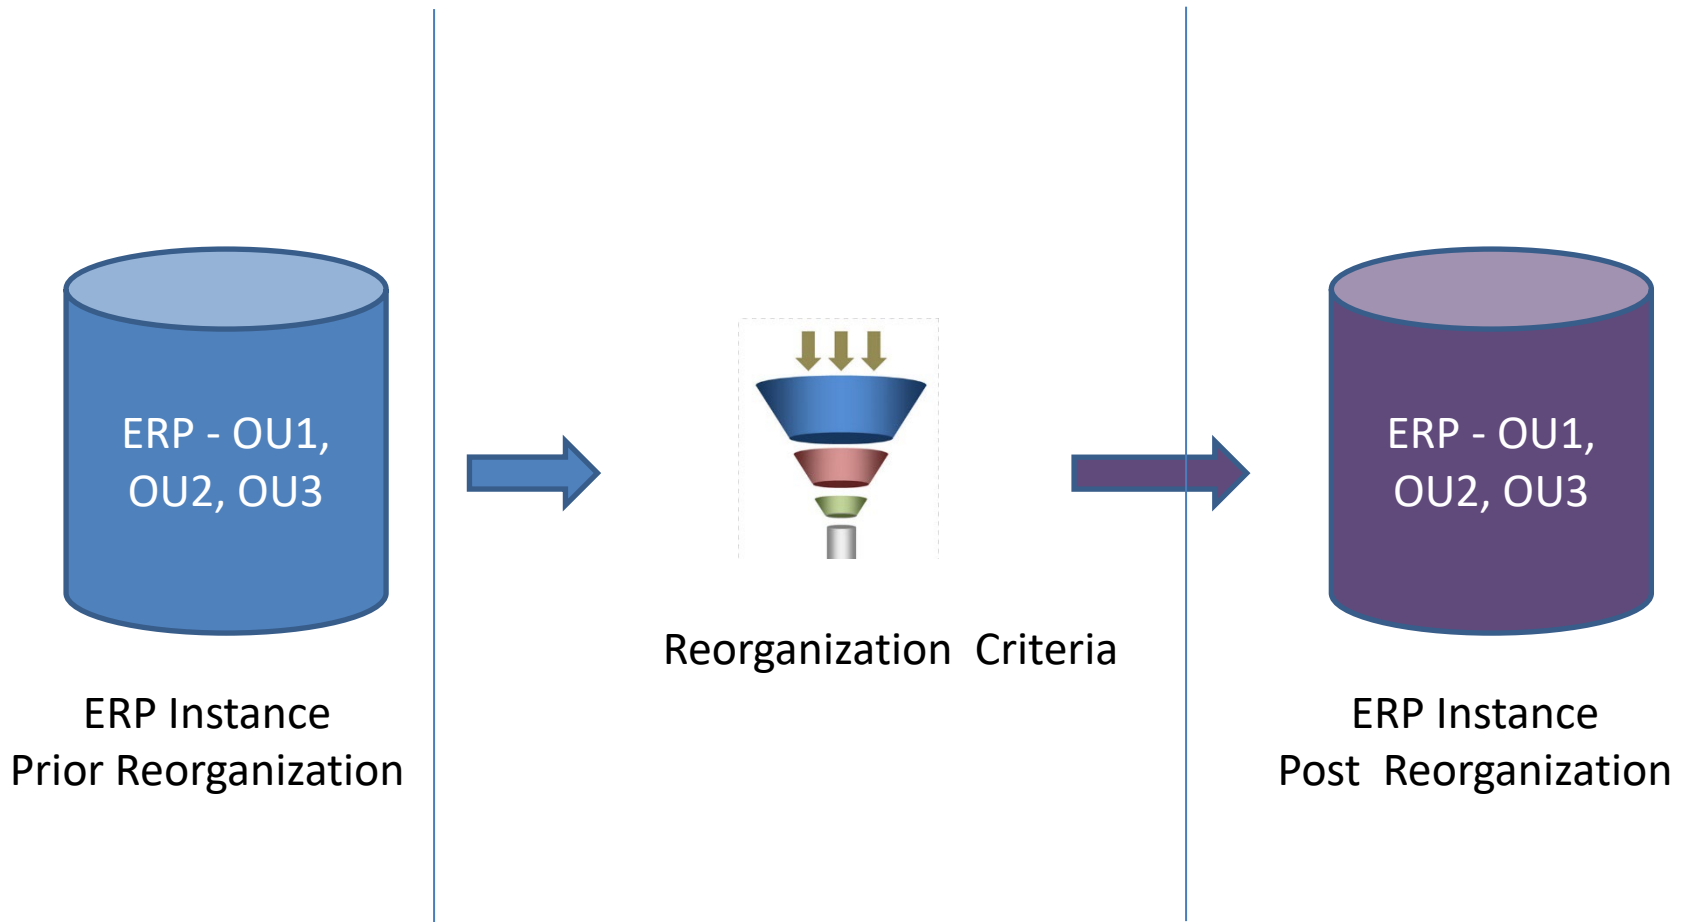 ERP - OU1,
OU2, OU3
ERP Instance
Prior Reorganization
Reorganization  Criteria
ERP - OU1,
OU2, OU3
ERP Instance
Post  Reorganization